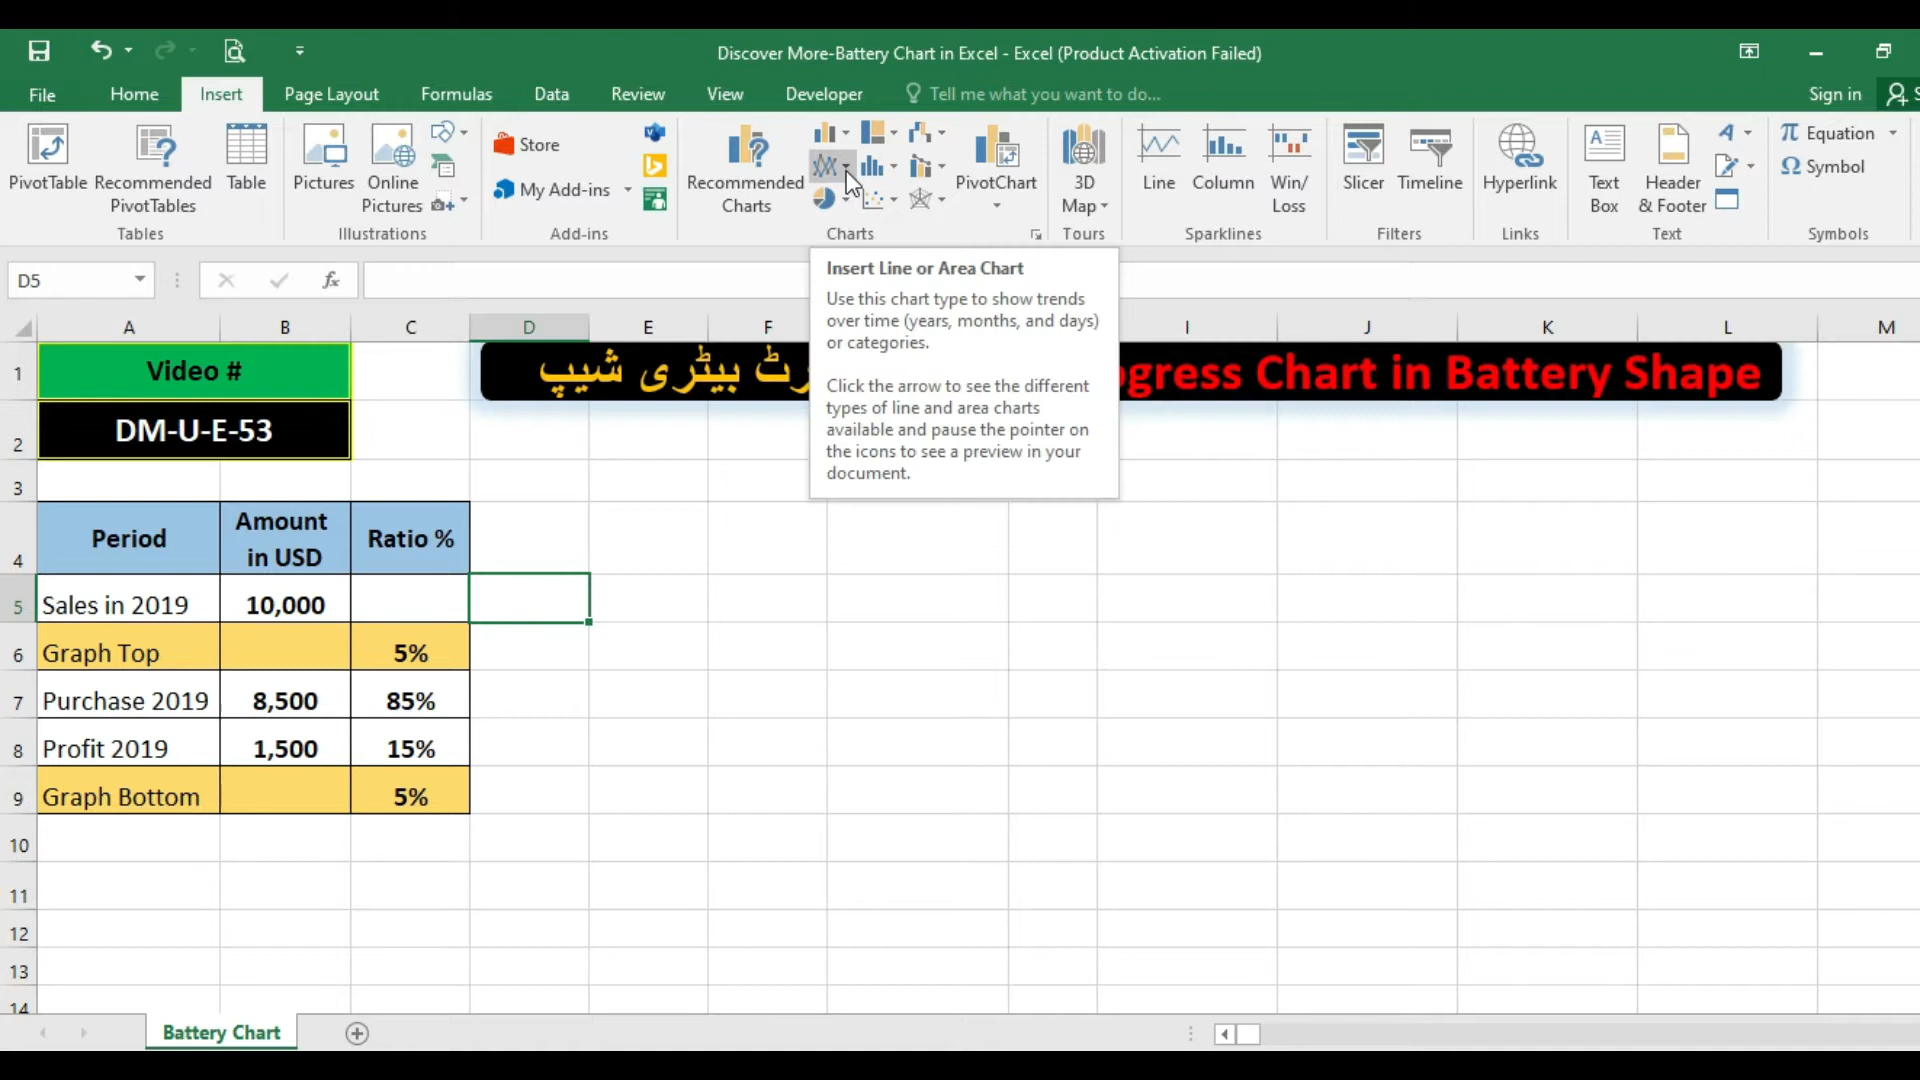 Discover More-Battery Chart in Excel - Excel (Product Activation Failed)
File Home Insert Page Layout Formulas Data Review View Developer Tell me what you want to do... Sign in
PivotTable Recommended PivotTables Table
Tables
Pictures Online Pictures
Illustrations
Store
My Add-ins
Add-ins
Recommended Charts
PivotChart
Charts
3D Map
Tours
Line Column Win/Loss
Sparklines
Slicer Timeline
Filters
Hyperlink
Links
Text Box Header & Footer
Text
Equation
Symbol
Symbols
D5
fx
Insert Line or Area Chart
Use this chart type to show trends
over time (years, months, and days)
or categories.
Click the arrow to see the different
types of line and area charts
available and pause the pointer on
the icons to see a preview in your
document.
A B C D E F I J K L M
1 Video #
بیٹری شیپ
Chart in Battery Shape
2 DM-U-E-53
3
4 Period Amount in USD Ratio %
5 Sales in 2019 10,000
6 Graph Top 5%
7 Purchase 2019 8,500 85%
8 Profit 2019 1,500 15%
9 Graph Bottom 5%
10
11
12
13
14
Battery Chart